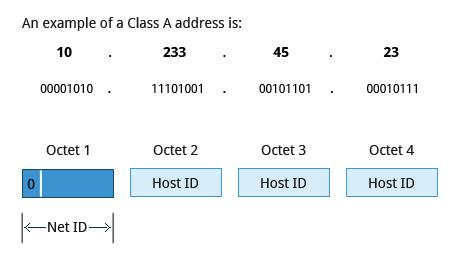 An example of a Class A address is:
10 . 233 . 45 . 23
00001010 . 11101001 . 00101101 . 00010111
Octet 1 Octet 2 Octet 3 Octet 4
0 Host ID Host ID Host ID
Net ID